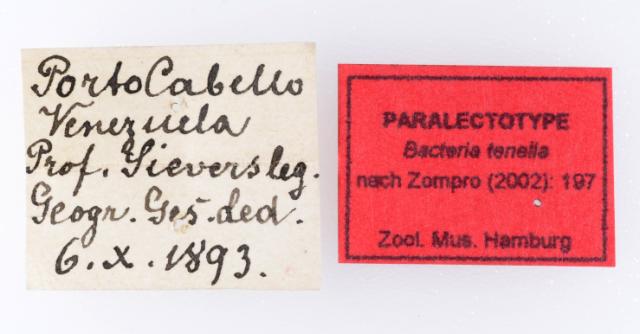 Porto Cabello
Venezuela
Prof. Sievers leg.
Geogr. Ges. ded.
6. X. 1893.
PARALECTOTYPE
Bacteria tenella
nach Zompro (2002): 197
Zool. Mus. Hamburg